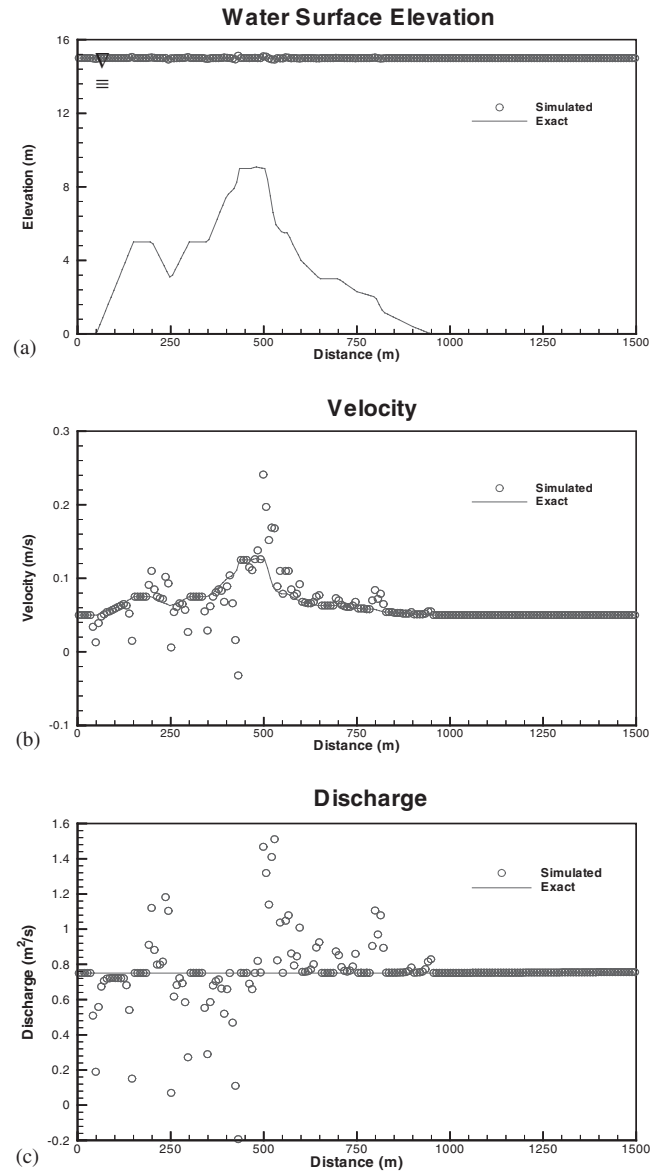 Water Surface Elevation
16
12
8
4
0
Elevation (m)
Simulated
Exact
0 250 500 750 1000 1250 1500
Distance (m)
(a)
Velocity
0.3
0.2
0.1
0
-0.1
Velocity (m/s)
Simulated
Exact
0 250 500 750 1000 1250 1500
Distance (m)
(b)
Discharge
1.6
1.4
1.2
1
0.8
0.6
0.4
0.2
0
-0.2
Discharge (m²/s)
Simulated
Exact
0 250 500 750 1000 1250 1500
Distance (m)
(c)